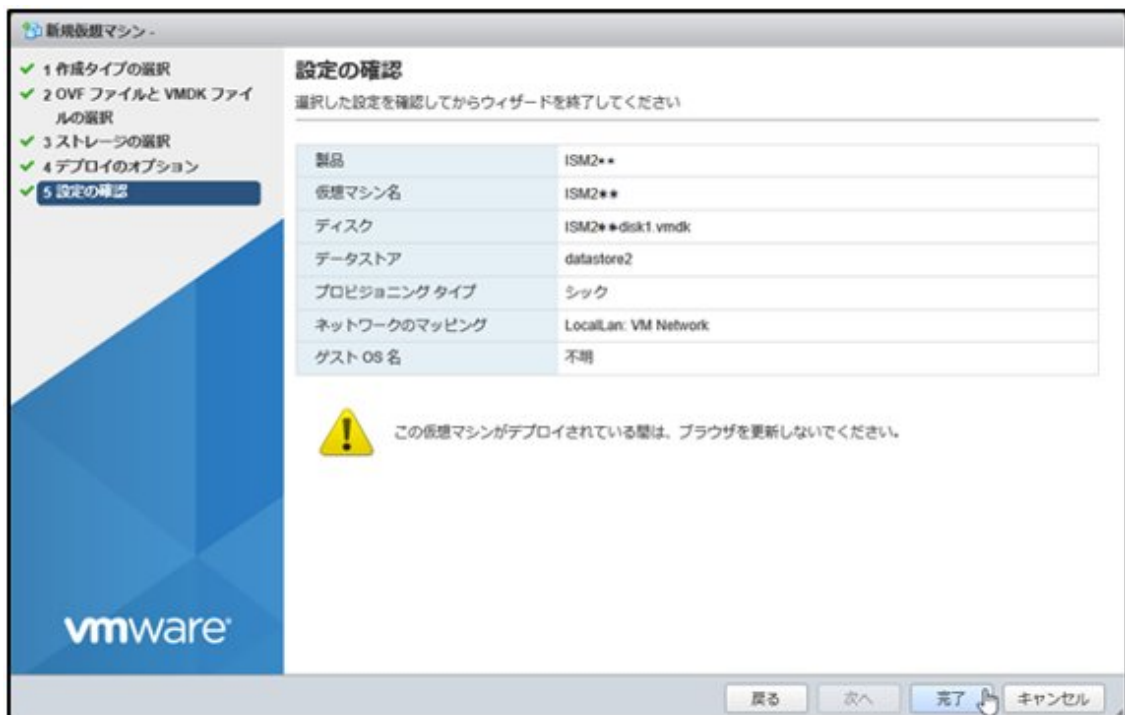 新規仮想マシン -
1 作成タイプの選択
2 OVF ファイルと VMDK ファイ
ルの選択
3 ストレージの選択
4 デプロイのオプション
5 設定の確認
設定の確認
選択した設定を確認してからウィザードを終了してください
製品 ISM2**
仮想マシン名 ISM2**
ディスク ISM2**disk1.vmdk
データストア datastore2
プロビジョニング タイプ シック
ネットワークのマッピング LocalLan: VM Network
ゲスト OS 名 不明
この仮想マシンがデプロイされている間は、ブラウザを更新しないでください。
vmware
戻る 次へ 完了 キャンセル